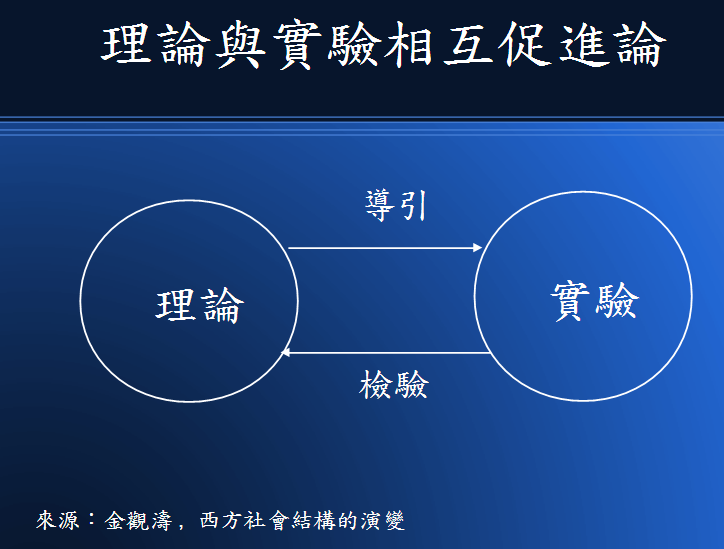 理論與實驗相互促進論
導引
理論
實驗
檢驗
來源：金觀濤，西方社會結構的演變